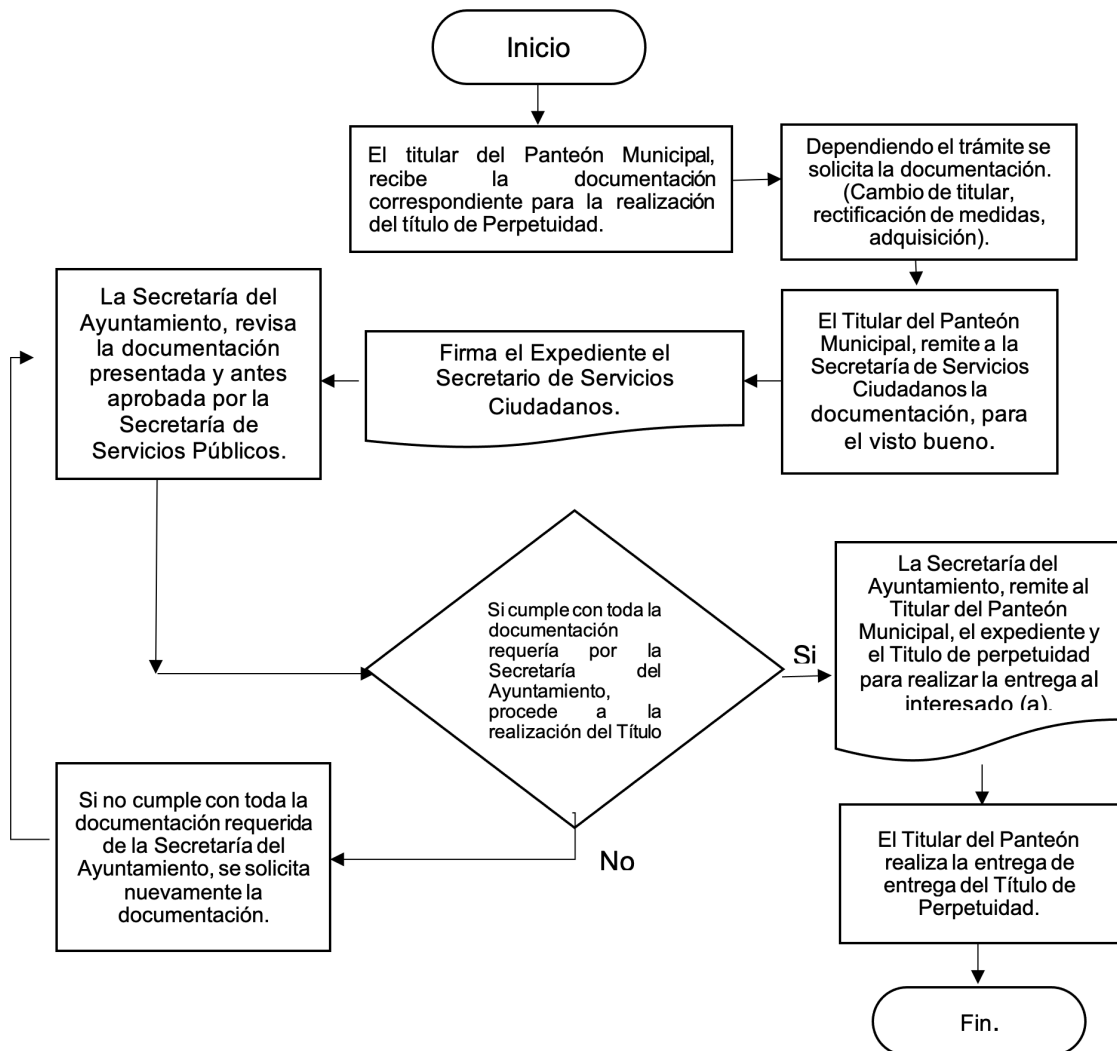 Inicio
El titular del Panteón Municipal,
recibe la documentación
correspondiente para la realización
del título de Perpetuidad.
Dependiendo el trámite se
solicita la documentación.
(Cambio de titular,
rectificación de medidas,
adquisición).
El Titular del Panteón
Municipal, remite a la
Secretaría de Servicios
Ciudadanos la
documentación, para
el visto bueno.
Firma el Expediente el
Secretario de Servicios
Ciudadanos.
La Secretaría del
Ayuntamiento, revisa
la documentación
presentada y antes
aprobada por la
Secretaría de
Servicios Públicos.
Si cumple con toda la
documentación
requería por la
Secretaría del
Ayuntamiento,
procede a la
realización del Título
Si
La Secretaría del
Ayuntamiento, remite al
Titular del Panteón
Municipal, el expediente y
el Titulo de perpetuidad
para realizar la entrega al
interesado (a).
No
Si no cumple con toda la
documentación requerida
de la Secretaría del
Ayuntamiento, se solicita
nuevamente la
documentación.
El Titular del Panteón
realiza la entrega de
entrega del Título de
Perpetuidad.
Fin.